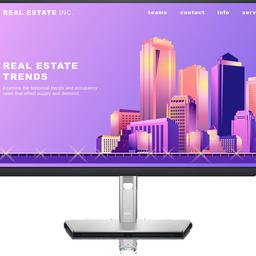 REAL ESTATE INC.
teams contact info serv
REAL ESTATE
TRENDS
Examine the historical trends and occupancy
rates that affect supply and demand.
DELL